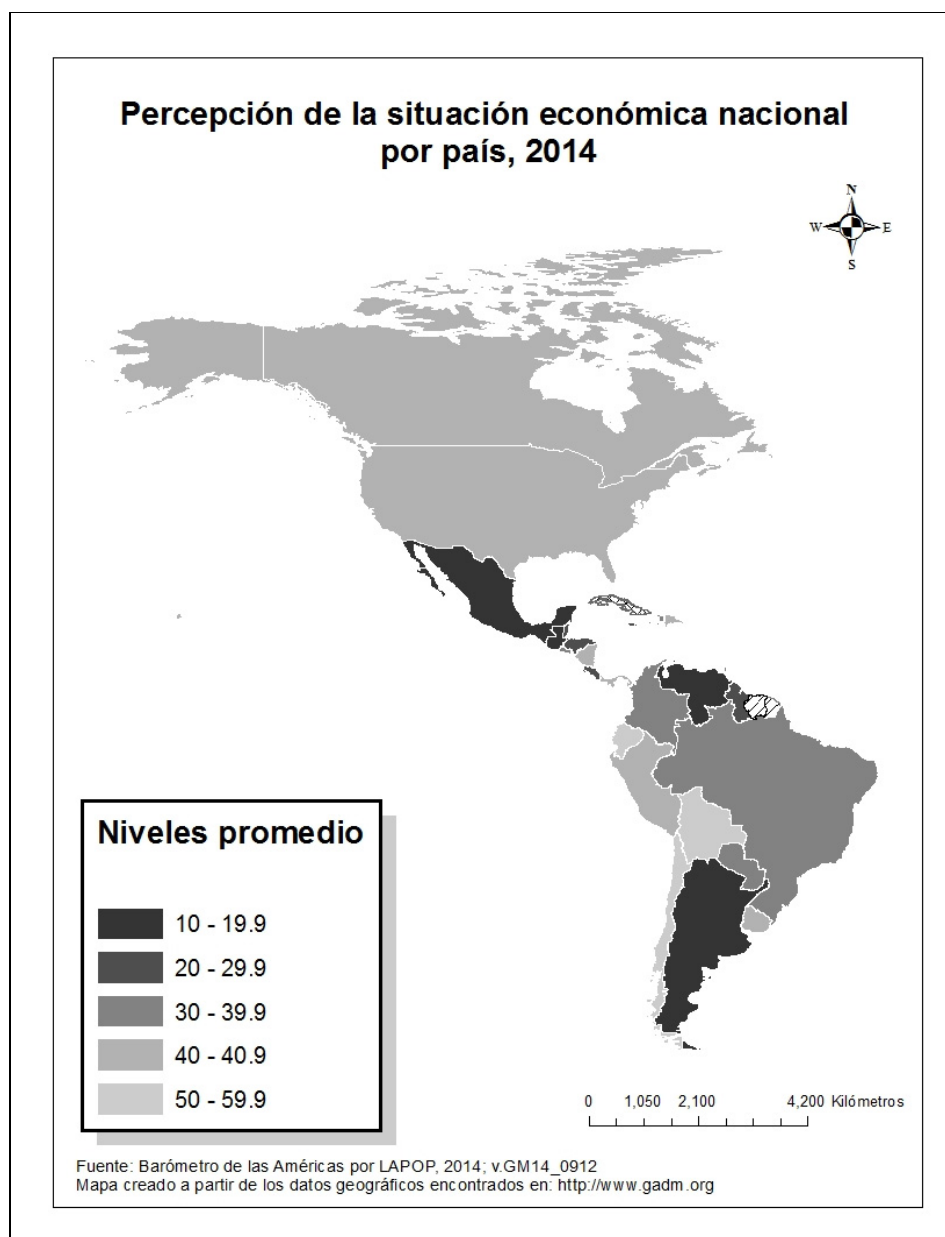 Percepción de la situación económica nacional
por país, 2014
N
W
E
S
Niveles promedio
10 - 19.9
20 - 29.9
30 - 39.9
40 - 40.9
50 - 59.9
0 1,050 2,100 4,200 Kilómetros
Fuente: Barómetro de las Américas por LAPOP, 2014; v.GM14_0912
Mapa creado a partir de los datos geográficos encontrados en: http://www.gadm.org